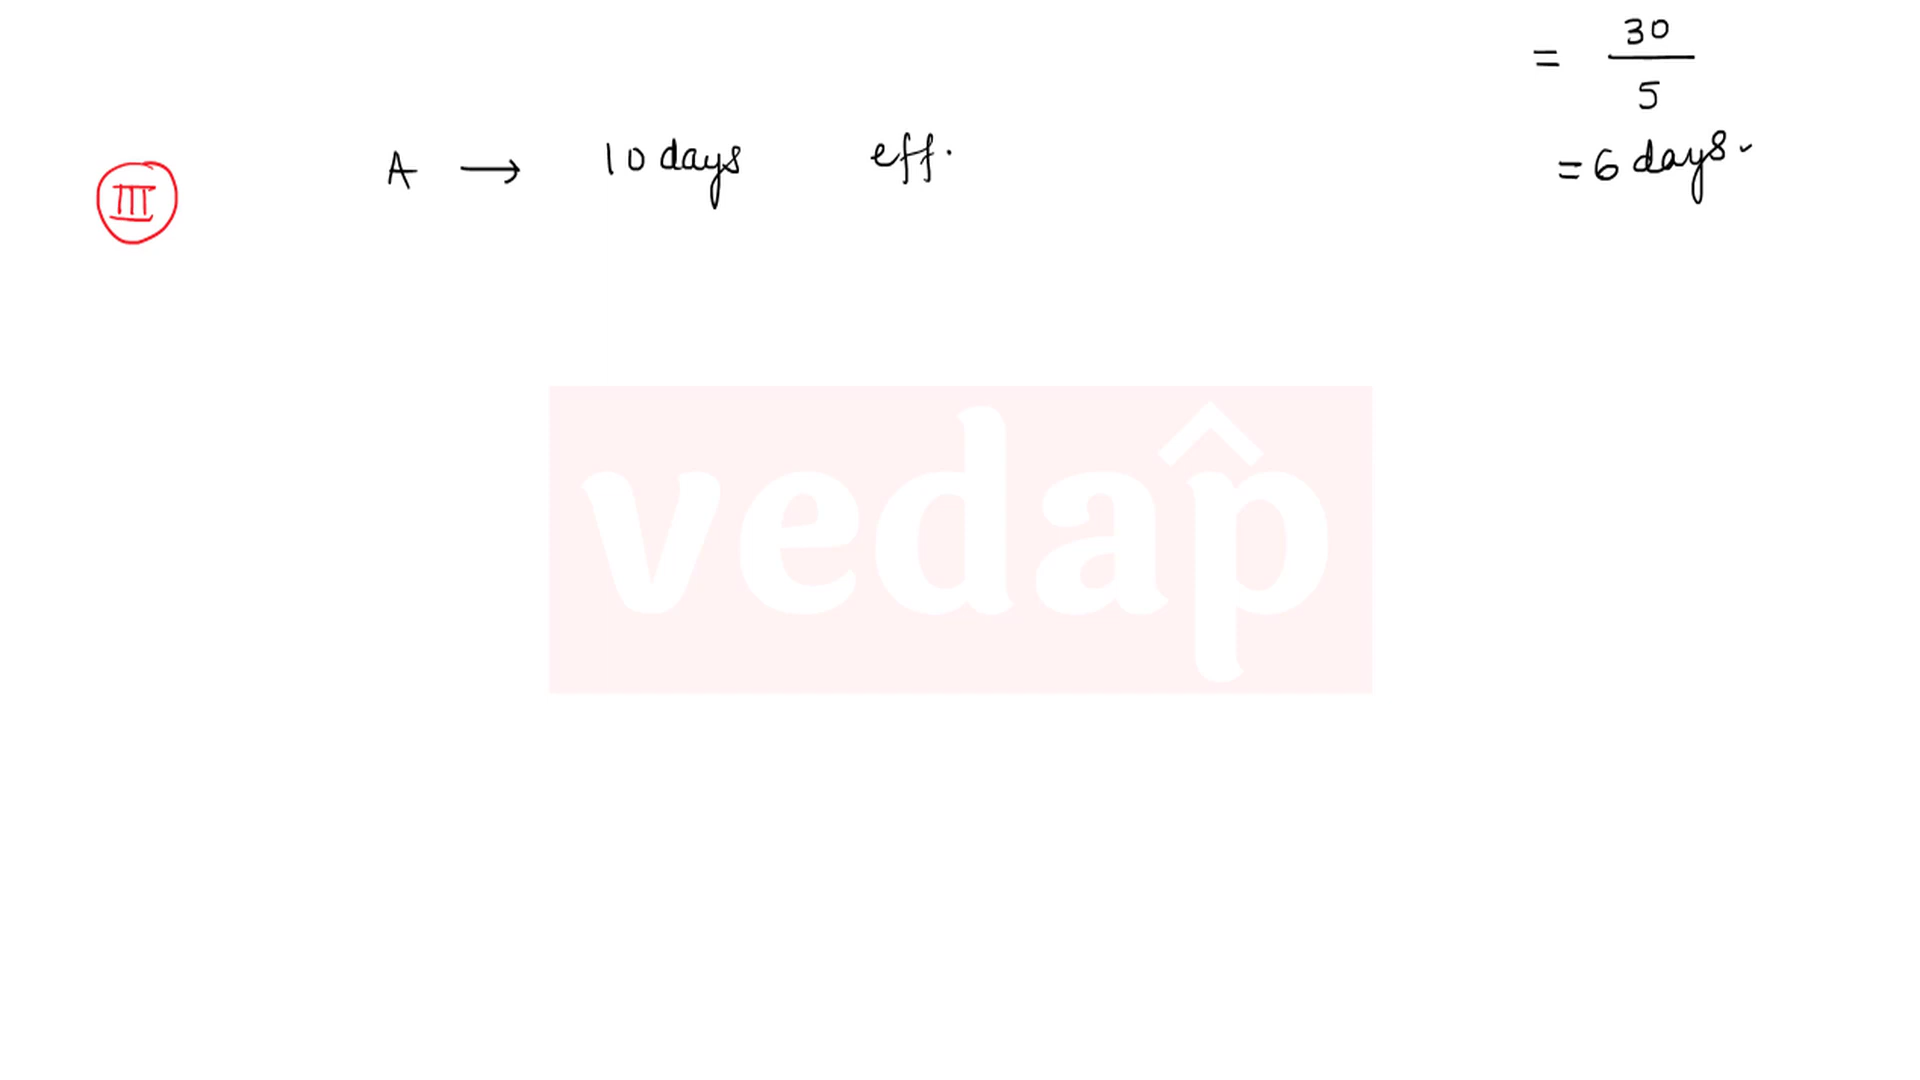 = 30
5
= 6 days.
III A → 10 days eff.
vedap̂